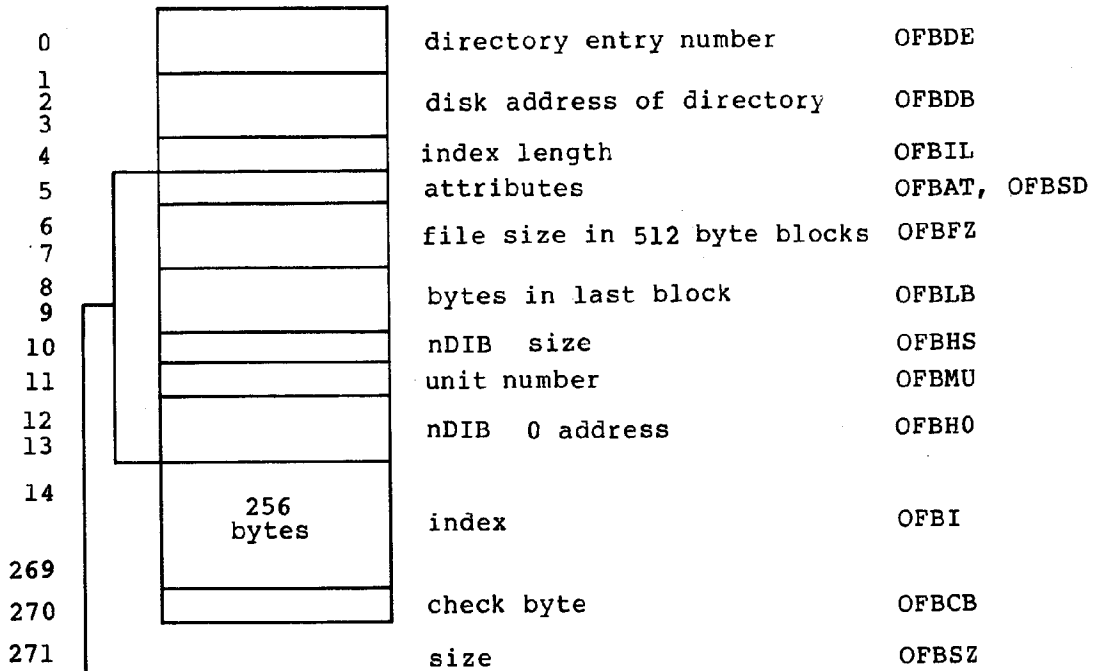 0 directory entry number OFBDE
1
2 disk address of directory OFBDB
3
4 index length OFBIL
5 attributes OFBAT, OFBSD
6
7 file size in 512 byte blocks OFBFZ
8
9 bytes in last block OFBLB
10 nDIB size OFBHS
11 unit number OFBMU
12
13 nDIB 0 address OFBH0
14
256
bytes
index OFBI
269
270 check byte OFBCB
271 size OFBSZ